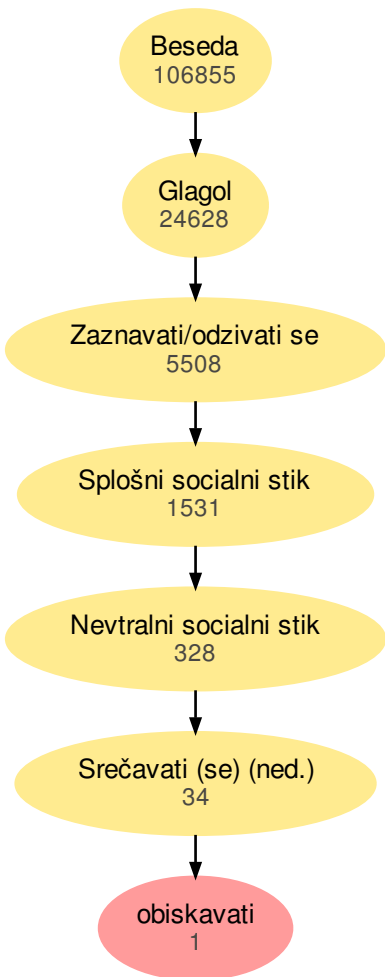 Beseda
106855
Glagol
24628
Zaznavati/odzivati se
5508
Splošni socialni stik
1531
Nevtralni socialni stik
328
Srečavati (se) (ned.)
34
obiskavati
1